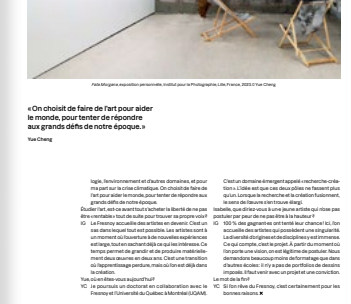 Fata Morgana, exposition personnelle, Institut pour la Photographie, Lille, France, 2023 © Yue Cheng
« On choisit de faire de l'art pour aider
le monde, pour tenter de répondre
aux grands défis de notre époque. »
Yue Cheng
logie, l'environnement et d'autres domaines, et pour
ma part sur la crise climatique. On choisit de faire de
l'art pour aider le monde, pour tenter de répondre aux
grands défis de notre époque.
Étudier l'art, est-ce avant tout s'acheter la liberté de ne pas
être « rentable » tout de suite pour trouver sa propre voix ?
IG Le Fresnoy accueille des artistes en devenir. C'est un
sas dans lequel tout est possible. Les artistes sont à
un moment où l'ouverture à de nouvelles expériences
est large, tout en sachant déjà ce qui les intéresse. Ce
temps permet de grandir et de produire matérielle-
ment deux œuvres en deux ans. C'est une transition
où l'apprentissage perdure, mais où l'on est déjà dans
la création.
Yue, où en êtes-vous aujourd'hui ?
YC Je poursuis un doctorat en collaboration avec le
Fresnoy et l'Université du Québec à Montréal (UQAM).
C'est un domaine émergent appelé « recherche-créa-
tion ». L'idée est que ces deux pôles ne fassent plus
qu'un. Lorsque la recherche et la création fusionnent,
le sens de l'œuvre s'en trouve élargi.
Isabelle, que diriez-vous à un·e jeune artiste qui n'ose pas
postuler par peur de ne pas être à la hauteur ?
IG 100 % des gagnant·es ont tenté leur chance ! Ici, on
accueille des artistes qui possèdent une singularité.
La diversité d'origines et de disciplines y est immense.
Ce qui compte, c'est le projet. À partir du moment où
l'on porte une vision, on est légitime de postuler. Nous
demandons beaucoup moins de formatage que dans
d'autres écoles : il n'y a pas de portfolios de dessins
imposés. Il faut venir avec un projet et une conviction.
Le mot de la fin ?
YC Si l'on rêve du Fresnoy, c'est certainement pour les
bonnes raisons.